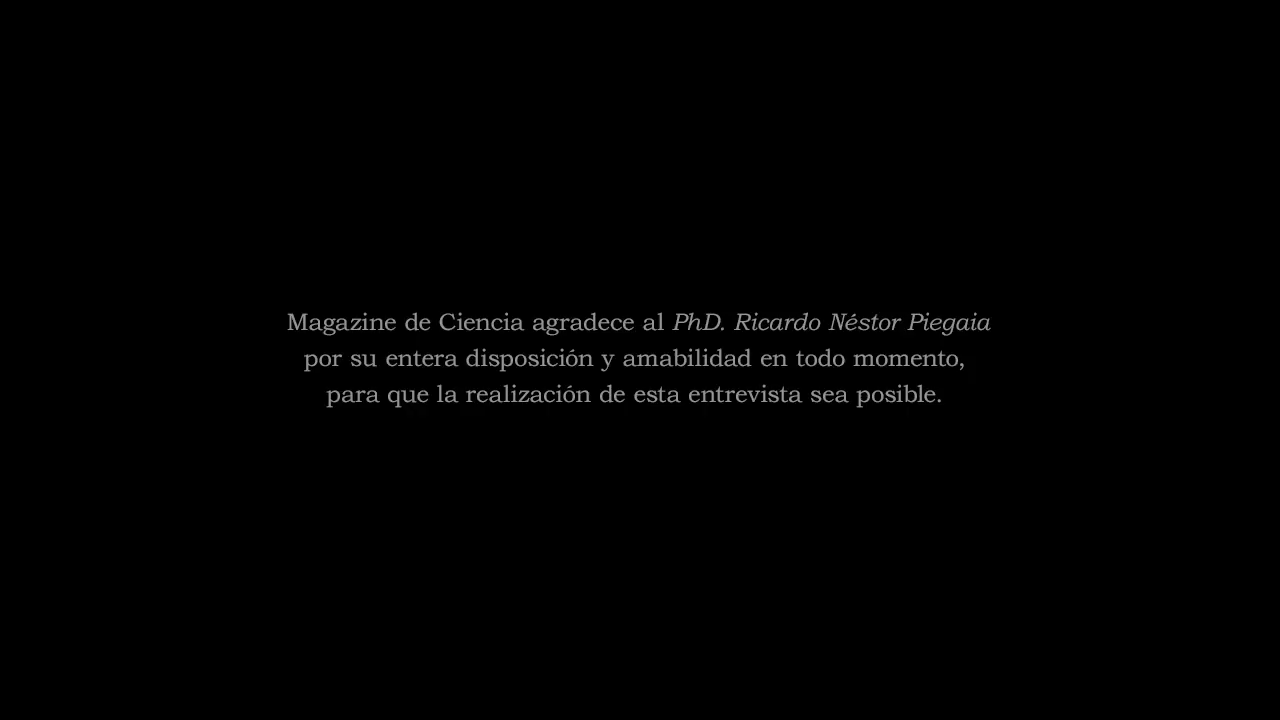 Magazine de Ciencia agradece al PhD. Ricardo Néstor Piegaia
por su entera disposición y amabilidad en todo momento,
para que la realización de esta entrevista sea posible.